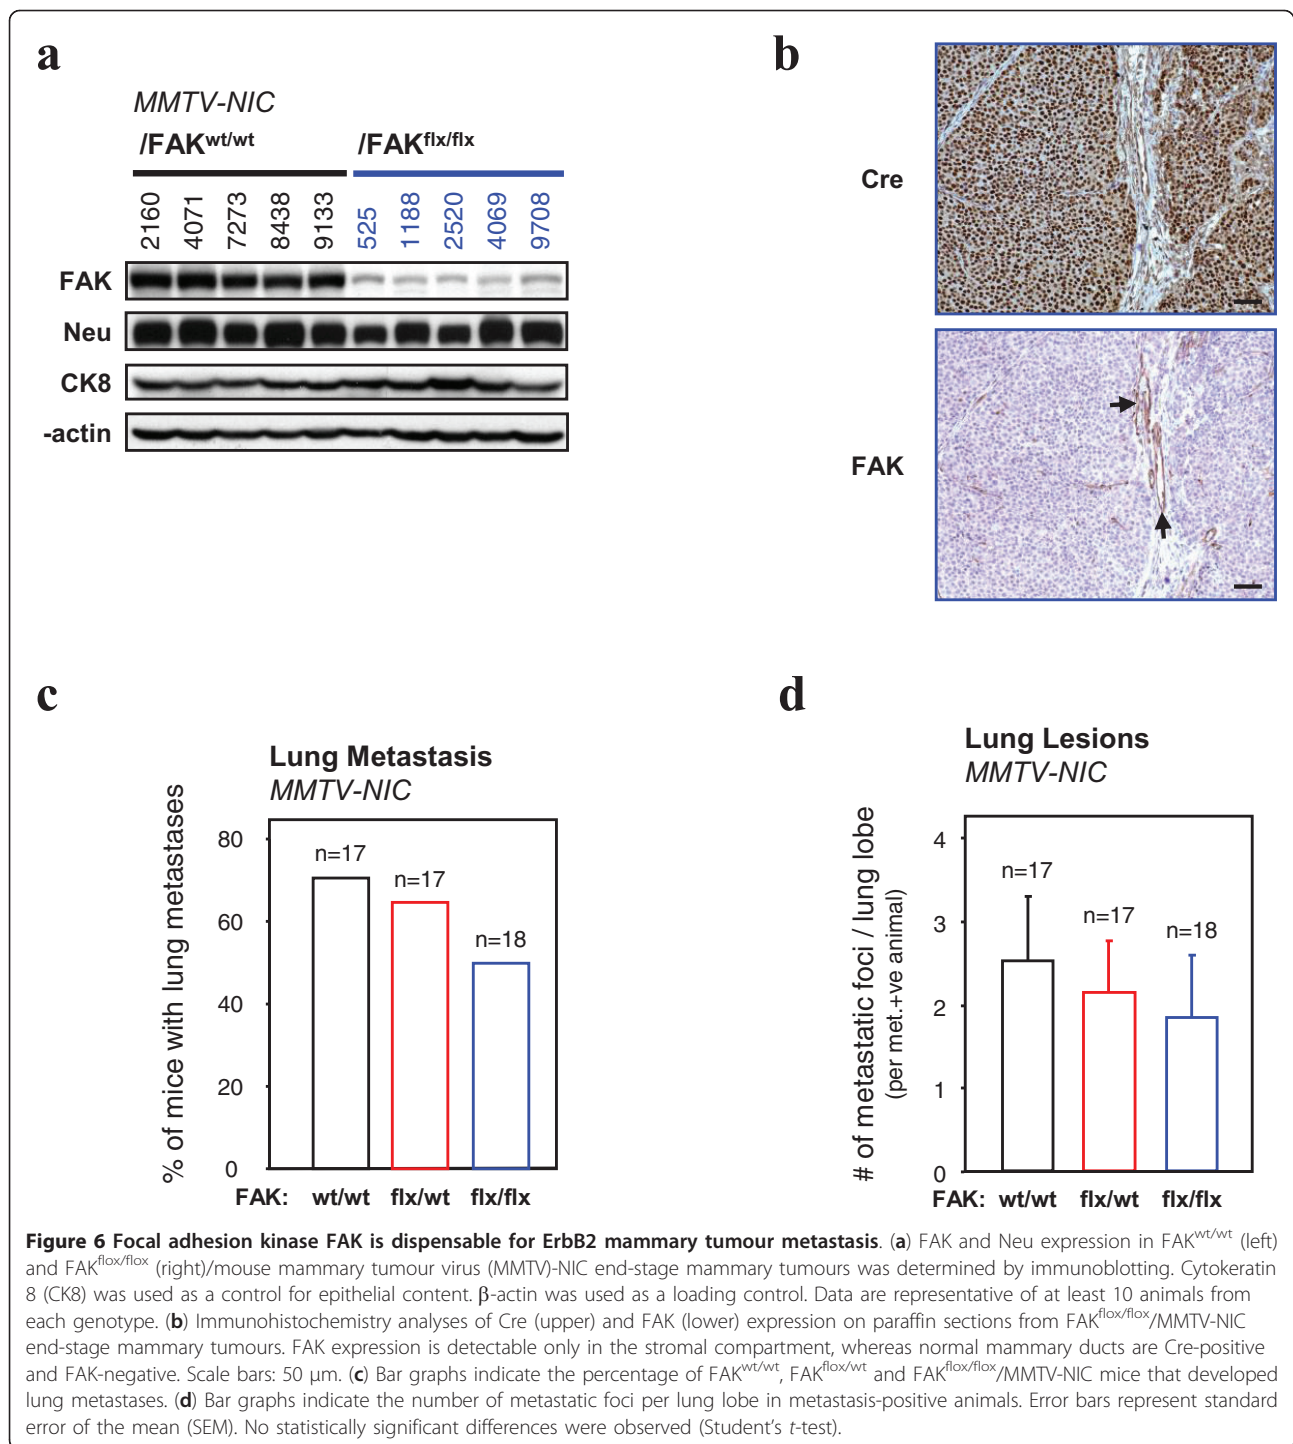 a
MMTV-NIC
/FAKwt/wt
/FAKflx/flx
2160 4071 7273 8438 9133 525 1188 2520 4069 9708
FAK
Neu
CK8
-actin
b
Cre
FAK
c
Lung Metastasis
MMTV-NIC
% of mice with lung metastases
80
60
40
20
0
n=17
n=17
n=18
FAK: wt/wt flx/wt flx/flx
d
Lung Lesions
MMTV-NIC
# of metastatic foci / lung lobe
(per met.+ve animal)
4
3
2
1
0
n=17
n=17
n=18
FAK: wt/wt flx/wt flx/flx
Figure 6 Focal adhesion kinase FAK is dispensable for ErbB2 mammary tumour metastasis. (a) FAK and Neu expression in FAKwt/wt (left)
and FAKflox/flox (right)/mouse mammary tumour virus (MMTV)-NIC end-stage mammary tumours was determined by immunoblotting. Cytokeratin
8 (CK8) was used as a control for epithelial content. β-actin was used as a loading control. Data are representative of at least 10 animals from
each genotype. (b) Immunohistochemistry analyses of Cre (upper) and FAK (lower) expression on paraffin sections from FAKflox/flox/MMTV-NIC
end-stage mammary tumours. FAK expression is detectable only in the stromal compartment, whereas normal mammary ducts are Cre-positive
and FAK-negative. Scale bars: 50 μm. (c) Bar graphs indicate the percentage of FAKwt/wt, FAKflox/wt and FAKflox/flox/MMTV-NIC mice that developed
lung metastases. (d) Bar graphs indicate the number of metastatic foci per lung lobe in metastasis-positive animals. Error bars represent standard
error of the mean (SEM). No statistically significant differences were observed (Student's t-test).